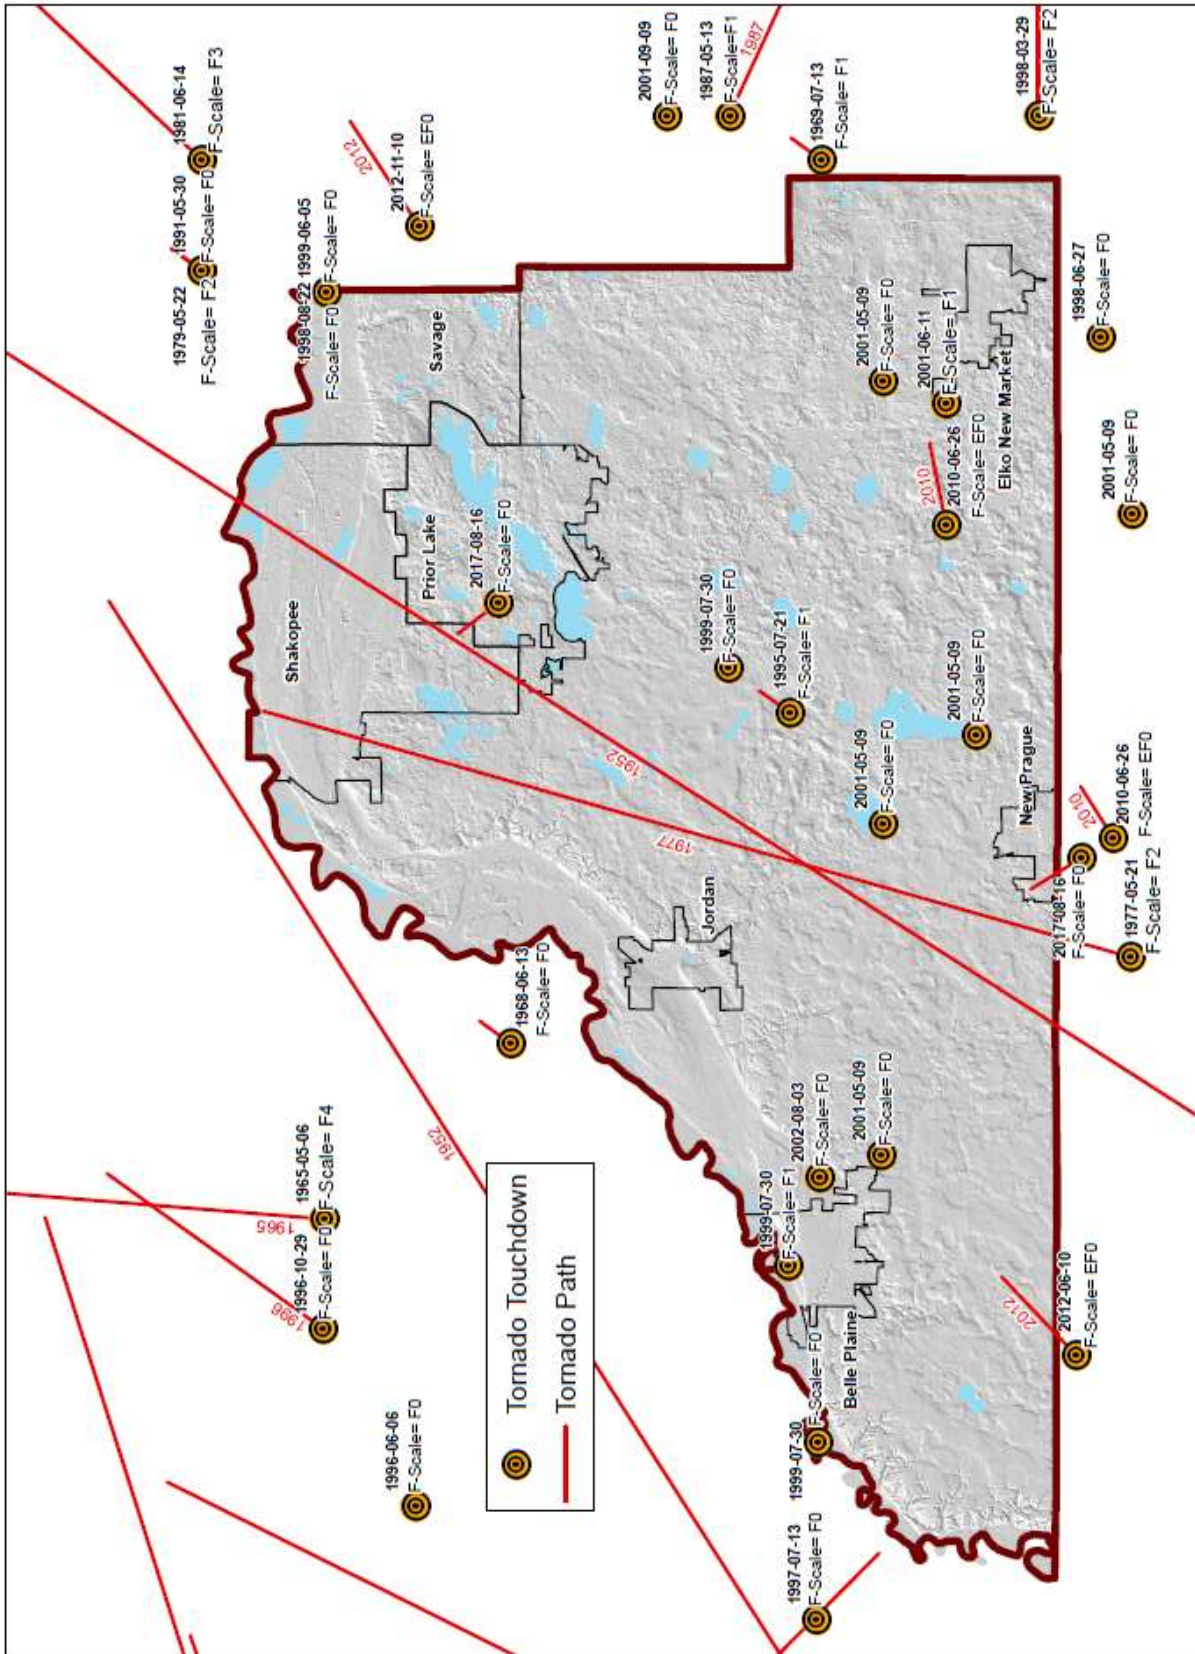 1965-05-06
F-Scale= F4
1965
1996-10-29
F-Scale= F0
1996
1996-06-06
F-Scale= F0
1952
1968-06-13
F-Scale= F0
Tornado Touchdown
Tornado Path
1979-05-22
F-Scale= F2
1991-05-30
F-Scale= F0
1981-06-14
F-Scale= F3
1998-08-22
F-Scale= F0
1999-06-05
F-Scale= F0
2012
2012-11-10
F-Scale= EF0
Shakopee
Savage
Prior Lake
2017-08-16
F-Scale= F0
2001-09-09
F-Scale= F0
1987-05-13
F-Scale=F1
1987
1969-07-13
F-Scale= F1
1998-03-29
F-Scale= F2
1952
1977
Jordan
1999-07-30
F-Scale= F0
1995-07-21
F-Scale= F1
2001-05-09
F-Scale= F0
2001-05-09
F-Scale= F0
2001-05-09
F-Scale= F0
2001-06-11
F-Scale= F1
2010
2010-06-26
F-Scale= EF0
Elko New Market
New Prague
1997-07-13
F-Scale= F0
1999-07-30
F-Scale= F0
1999-07-30
F-Scale= F1
2002-08-03
F-Scale= F0
2001-05-09
F-Scale= F0
Belle Plaine
2012
2012-06-10
F-Scale= EF0
2017-08-16
F-Scale= F0
1977-05-21
F-Scale= F2
2010
2010-06-26
F-Scale= EF0
2001-05-09
F-Scale= F0
1998-06-27
F-Scale= F0